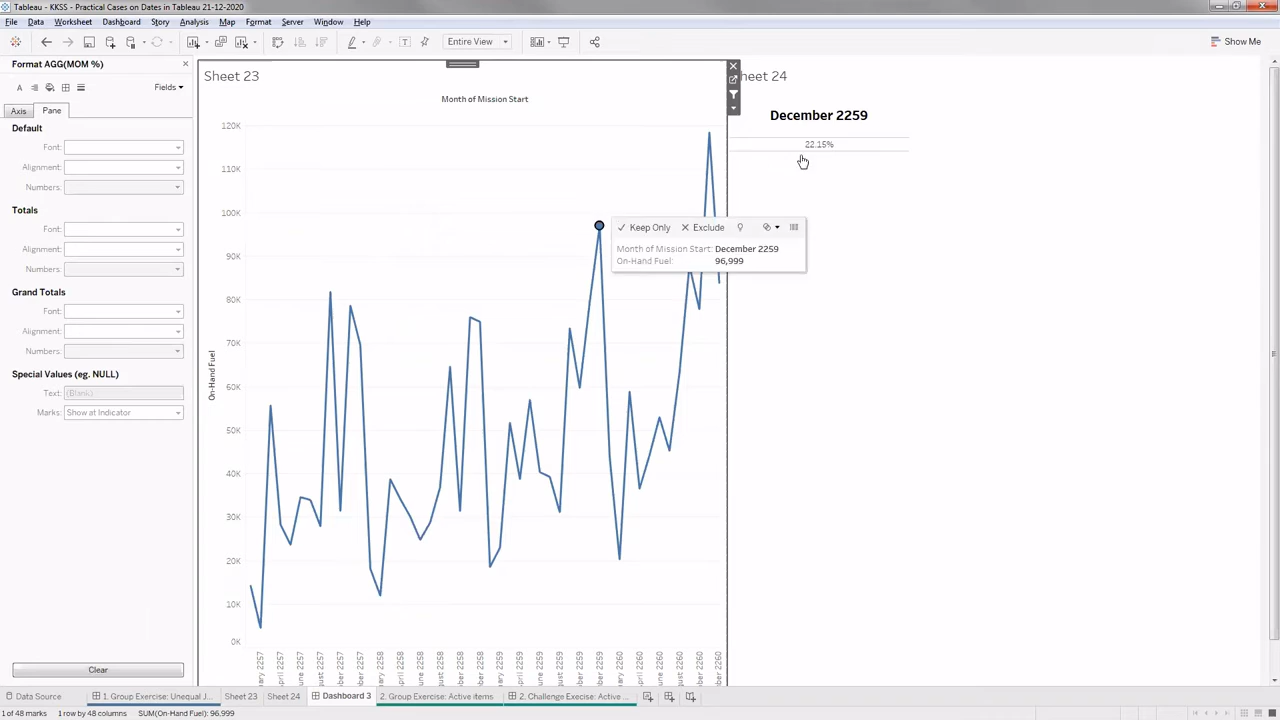 Tableau - KKSS - Practical Cases on Dates in Tableau 21-12-2020
File Data Worksheet Dashboard Story Analysis Map Format Server Window Help
Entire View
Show Me
Format AGG(MOM %)
Fields
Axis Pane
Default
Font:
Alignment:
Numbers:
Totals
Font:
Alignment:
Numbers:
Grand Totals
Font:
Alignment:
Numbers:
Special Values (eg. NULL)
Text: (Blank)
Marks: Show at Indicator
Clear
Sheet 23
Month of Mission Start
120K
110K
100K
90K
80K
70K
60K
50K
40K
30K
20K
10K
0K
On-Hand Fuel
Keep Only Exclude
Month of Mission Start: December 2259
On-Hand Fuel: 96,999
heet 24
December 2259
22.15%
Data Source 1. Group Exercise: Unequal J... Sheet 23 Sheet 24 Dashboard 3 2. Group Exercise: Active items 2. Challenge Execise: Active ...
1 of 48 marks 1 row by 48 columns SUM(On-Hand Fuel): 96,999